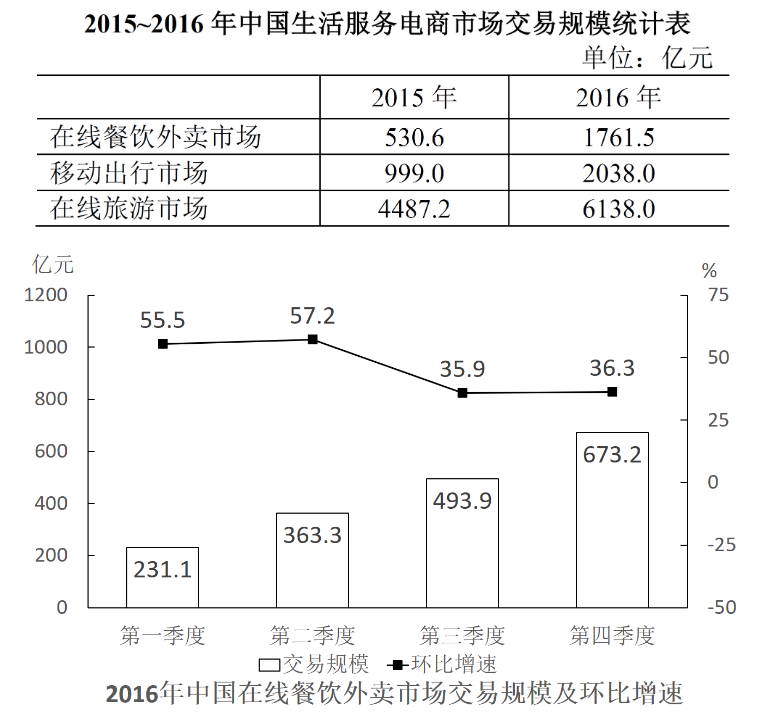 2015~2016 年中国生活服务电商市场交易规模统计表
单位：亿元
2015 年 2016 年
在线餐饮外卖市场 530.6 1761.5
移动出行市场 999.0 2038.0
在线旅游市场 4487.2 6138.0
亿元 %
1200 75
55.5 57.2
1000 50
35.9 36.3
800 25
600 0
673.2
493.9
400 -25
363.3
231.1
200
0 -50
第一季度 第二季度 第三季度 第四季度
交易规模 环比增速
2016年中国在线餐饮外卖市场交易规模及环比增速